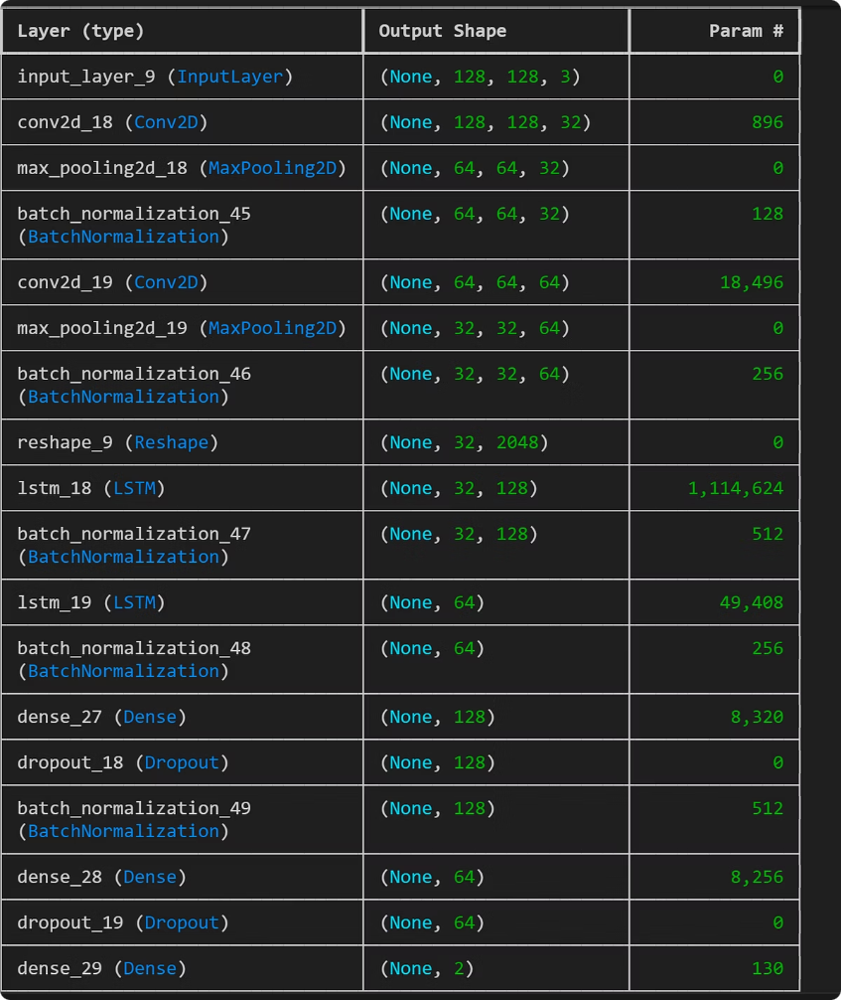 Layer (type) Output Shape Param #
input_layer_9 (InputLayer) (None, 128, 128, 3) 0
conv2d_18 (Conv2D) (None, 128, 128, 32) 896
max_pooling2d_18 (MaxPooling2D) (None, 64, 64, 32) 0
batch_normalization_45 (None, 64, 64, 32) 128
(BatchNormalization)
conv2d_19 (Conv2D) (None, 64, 64, 64) 18,496
max_pooling2d_19 (MaxPooling2D) (None, 32, 32, 64) 0
batch_normalization_46 (None, 32, 32, 64) 256
(BatchNormalization)
reshape_9 (Reshape) (None, 32, 2048) 0
lstm_18 (LSTM) (None, 32, 128) 1,114,624
batch_normalization_47 (None, 32, 128) 512
(BatchNormalization)
lstm_19 (LSTM) (None, 64) 49,408
batch_normalization_48 (None, 64) 256
(BatchNormalization)
dense_27 (Dense) (None, 128) 8,320
dropout_18 (Dropout) (None, 128) 0
batch_normalization_49 (None, 128) 512
(BatchNormalization)
dense_28 (Dense) (None, 64) 8,256
dropout_19 (Dropout) (None, 64) 0
dense_29 (Dense) (None, 2) 130